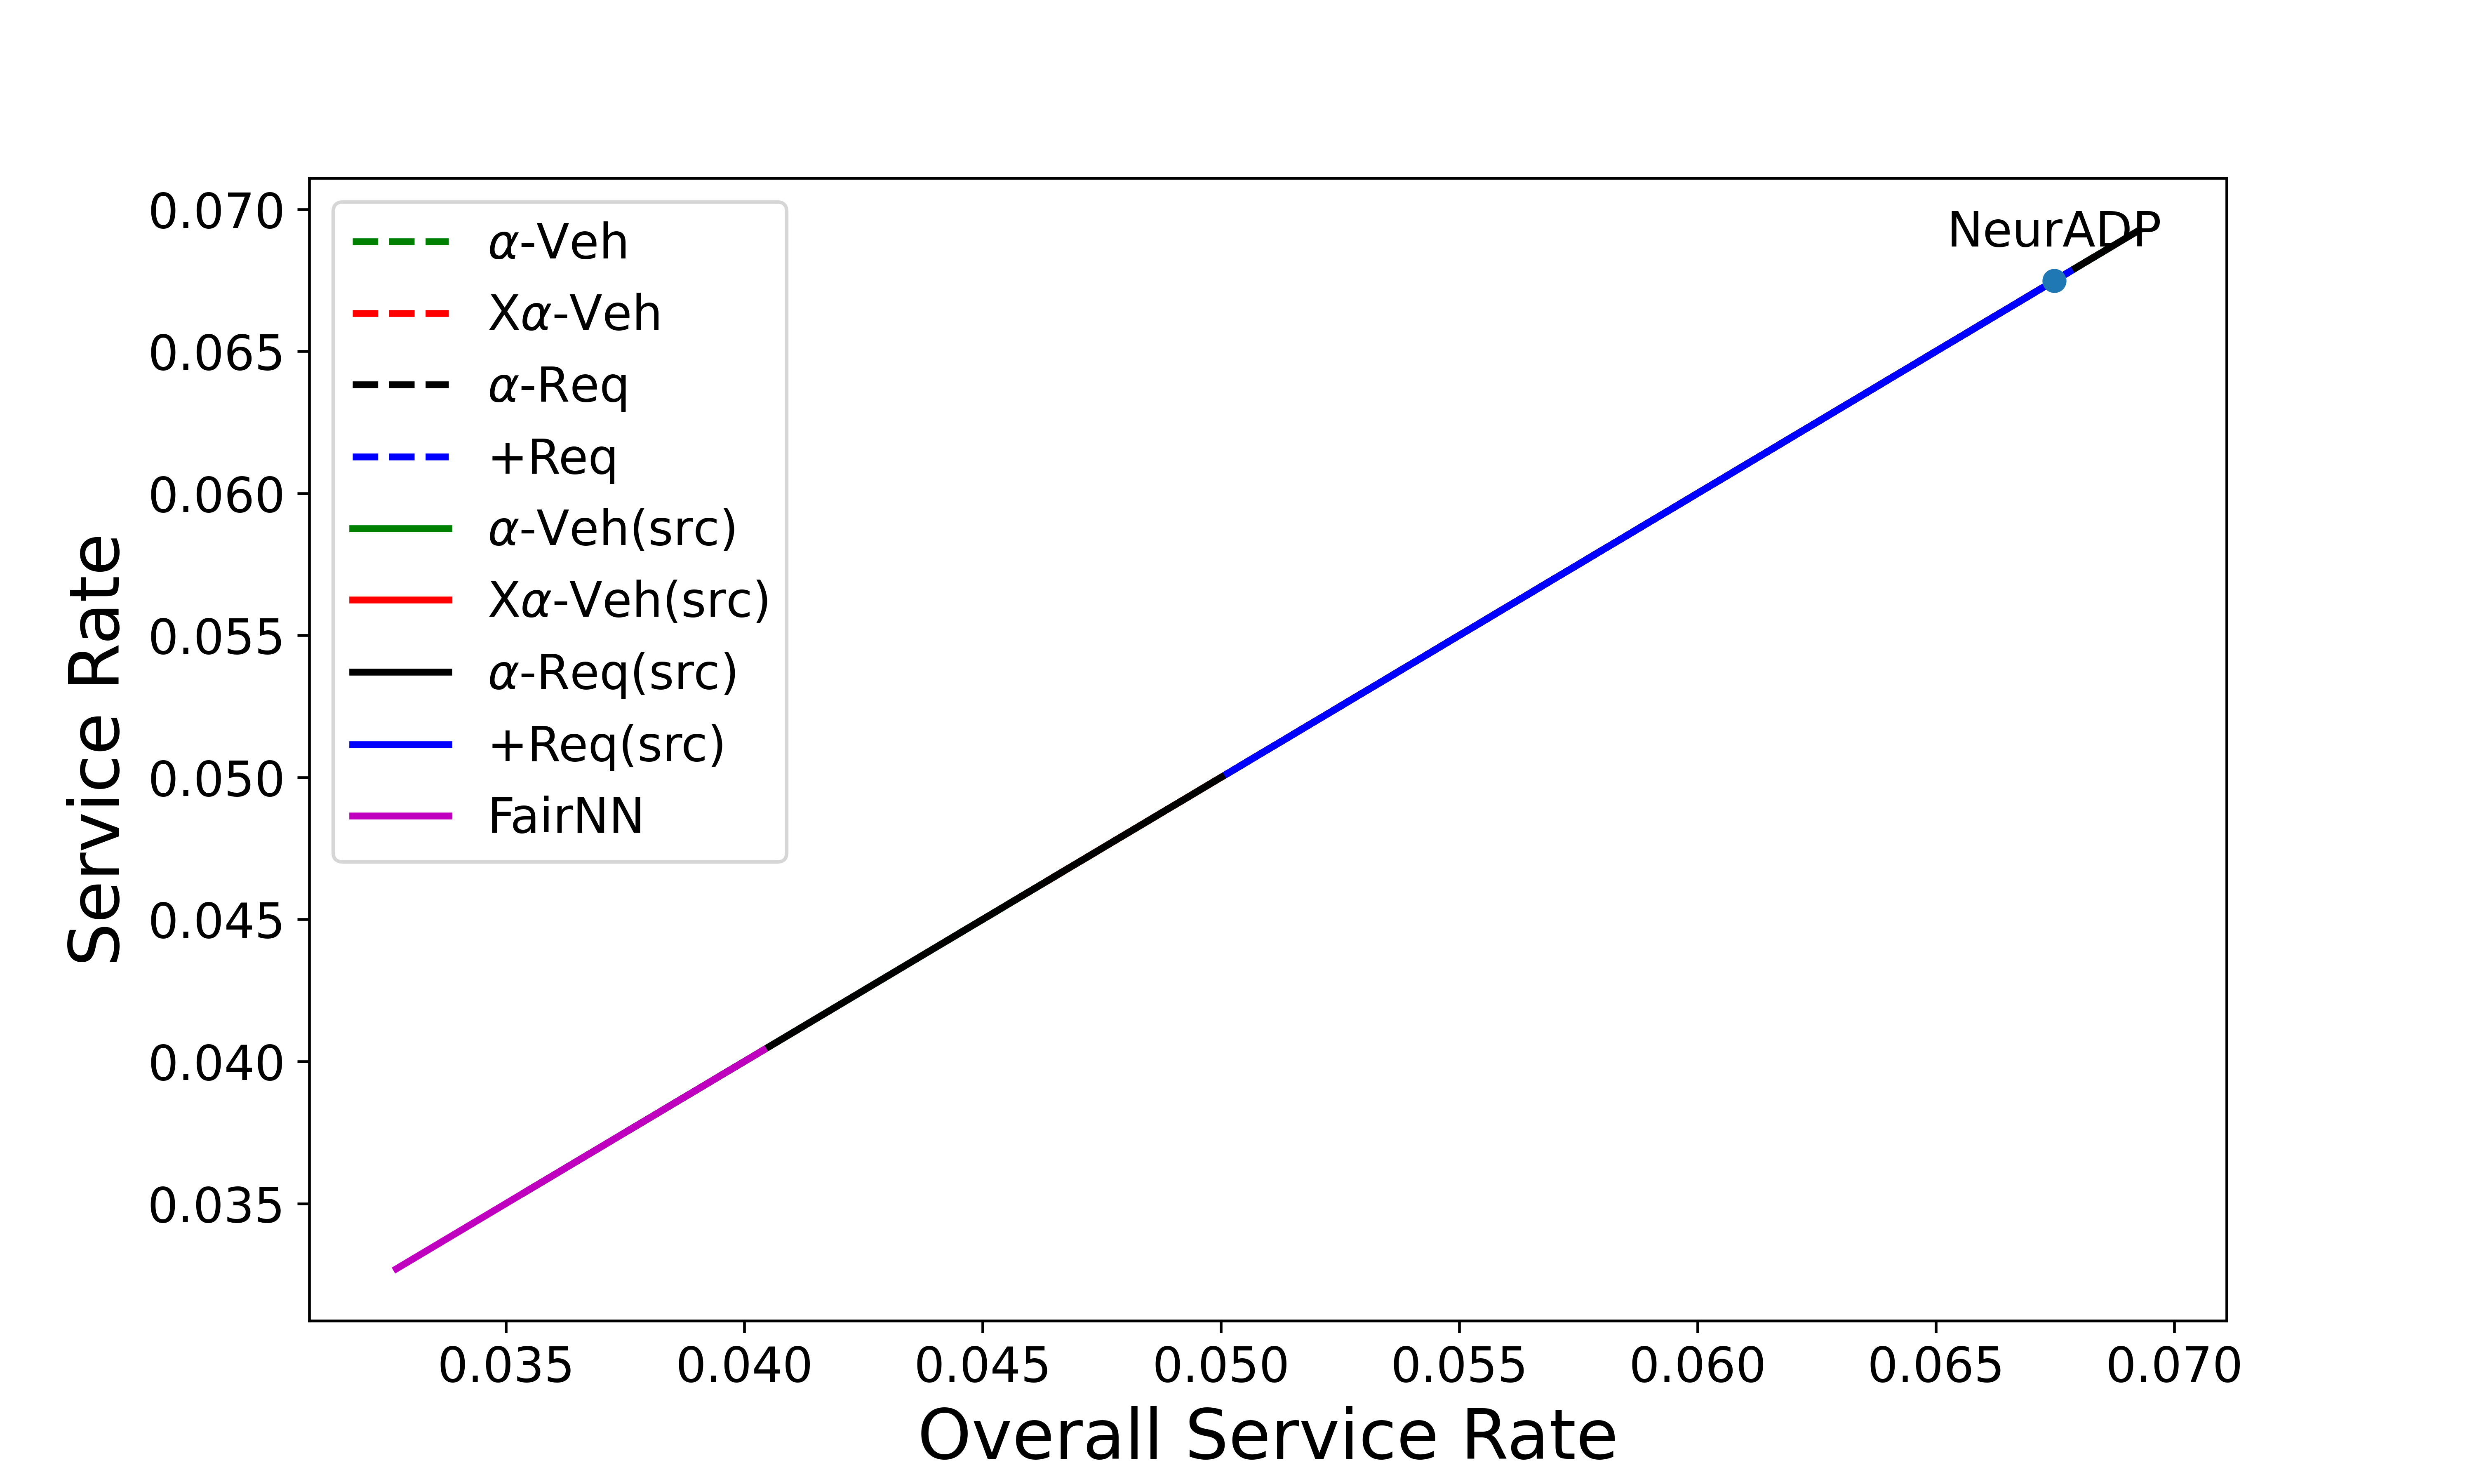 NeurADP
α-Veh
Xα-Veh
α-Req
+Req
α-Veh(src)
Xα-Veh(src)
α-Req(src)
+Req(src)
FairNN
0.070
0.065
0.060
0.055
0.050
0.045
0.040
0.035
Service Rate
0.035 0.040 0.045 0.050 0.055 0.060 0.065 0.070
Overall Service Rate